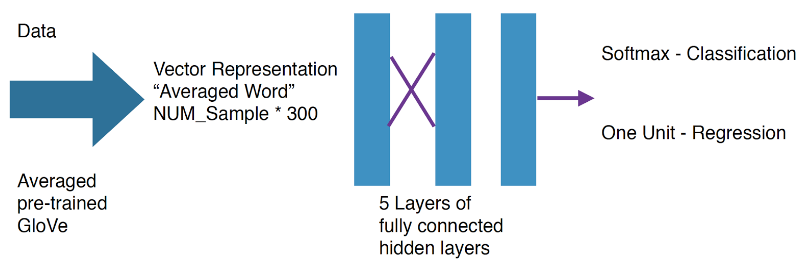 Data
Averaged
pre-trained
GloVe
Vector Representation
“Averaged Word”
NUM_Sample * 300
5 Layers of
fully connected
hidden layers
Softmax - Classification
One Unit - Regression